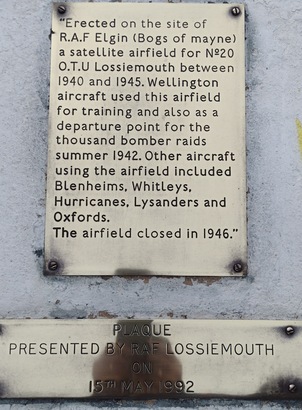 "Erected on the site of
R.A.F Elgin (Bogs of mayne)
a satellite airfield for №20
O.T.U Lossiemouth between
1940 and 1945. Wellington
aircraft used this airfield
for training and also as a
departure point for the
thousand bomber raids
summer 1942. Other aircraft
using the airfield included
Blenheims, Whitleys,
Hurricanes, Lysanders and
Oxfords.
The airfield closed in 1946."
PLAQUE
PRESENTED BY RAF LOSSIEMOUTH
ON
15TH MAY 1992